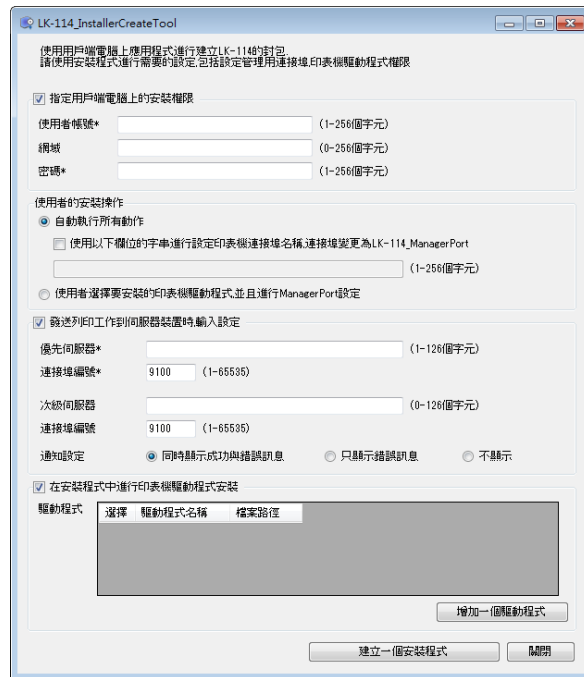 LK-114_InstallerCreateTool
使用用戶端電腦上應用程式進行建立LK-114的封包.
請使用安裝程式進行需要的設定,包括設定管理用連接埠,印表機驅動程式權限
指定用戶端電腦上的安裝權限
使用者帳號* (1-256個字元)
網域 (0-256個字元)
密碼* (1-256個字元)
使用者的安裝操作
自動執行所有動作
使用以下欄位的字串進行設定印表機連接埠名稱,連接埠變更為LK-114_ManagerPort
(1-256個字元)
使用者選擇要安裝的印表機驅動程式,並且進行ManagerPort設定
發送列印工作到伺服器裝置時,輸入設定
優先伺服器* (1-126個字元)
連接埠編號* 9100 (1-65535)
次級伺服器 (0-126個字元)
連接埠編號 9100 (1-65535)
通知設定 同時顯示成功與錯誤訊息 只顯示錯誤訊息 不顯示
在安裝程式中進行印表機驅動程式安裝
驅動程式 選擇 驅動程式名稱 檔案路徑
增加一個驅動程式
建立一個安裝程式 關閉